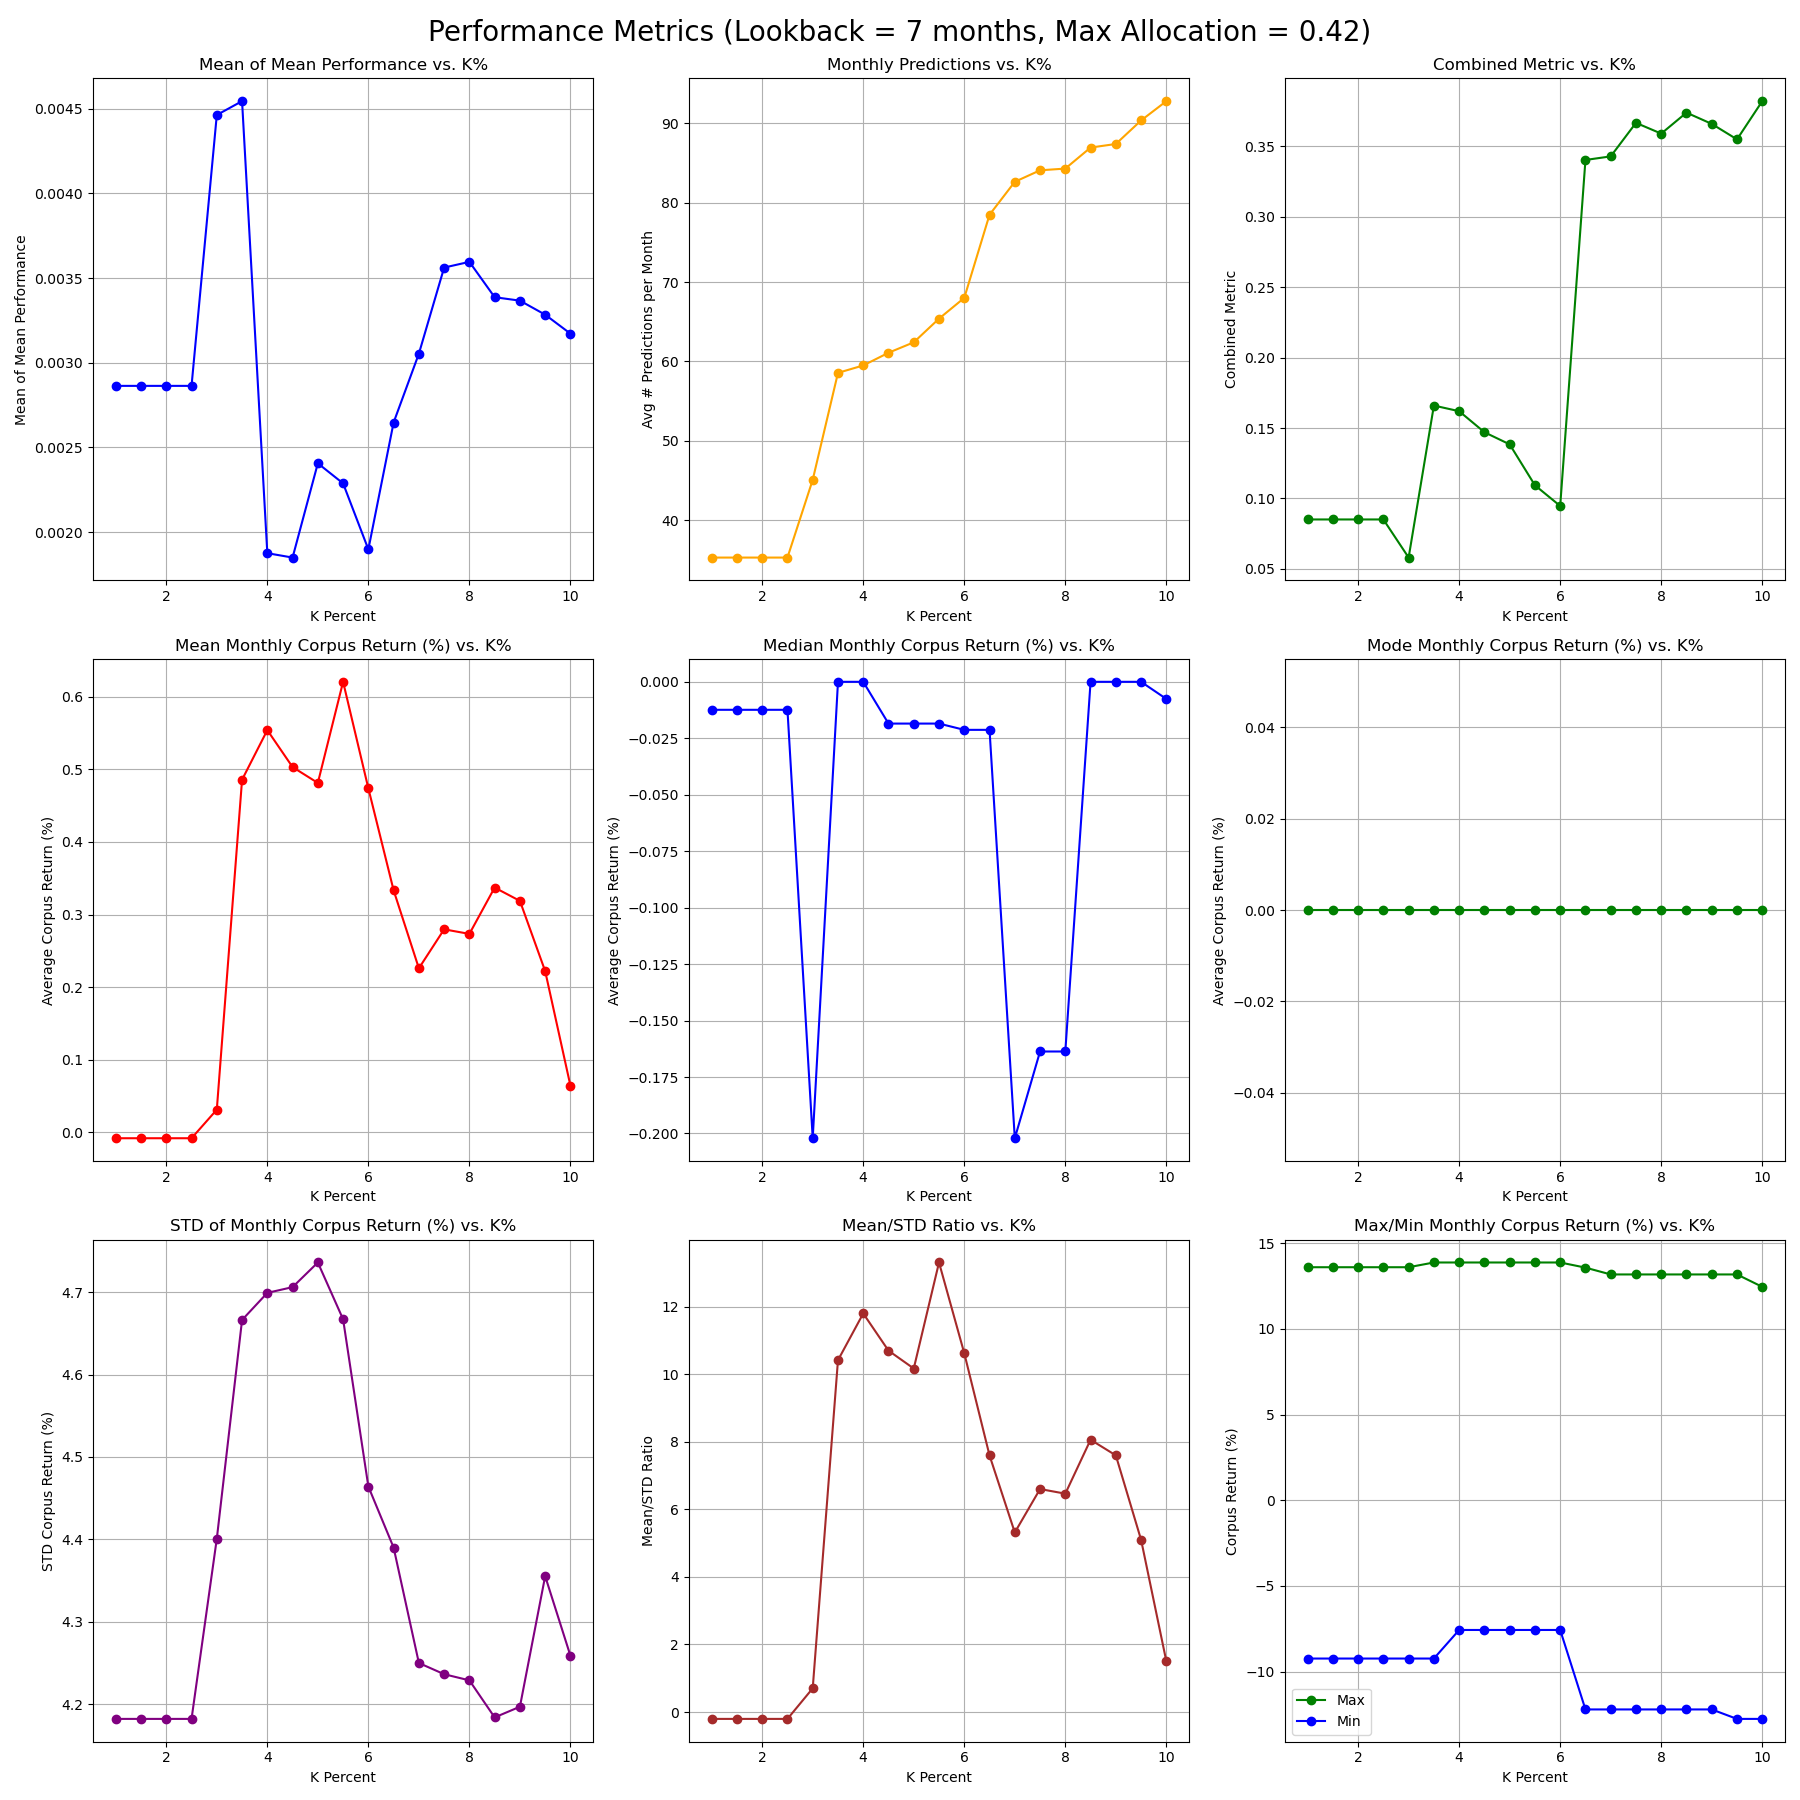 Performance Metrics (Lookback = 7 months, Max Allocation = 0.42)
Mean of Mean Performance vs. K%
Mean of Mean Performance
0.0045
0.0040
0.0035
0.0030
0.0025
0.0020
2 4 6 8 10
K Percent
Monthly Predictions vs. K%
Avg # Predictions per Month
90
80
70
60
50
40
2 4 6 8 10
K Percent
Combined Metric vs. K%
Combined Metric
0.35
0.30
0.25
0.20
0.15
0.10
0.05
2 4 6 8 10
K Percent
Mean Monthly Corpus Return (%) vs. K%
Average Corpus Return (%)
0.6
0.5
0.4
0.3
0.2
0.1
0.0
2 4 6 8 10
K Percent
Median Monthly Corpus Return (%) vs. K%
Average Corpus Return (%)
0.000
−0.025
−0.050
−0.075
−0.100
−0.125
−0.150
−0.175
−0.200
2 4 6 8 10
K Percent
Mode Monthly Corpus Return (%) vs. K%
Average Corpus Return (%)
0.04
0.02
0.00
−0.02
−0.04
2 4 6 8 10
K Percent
STD of Monthly Corpus Return (%) vs. K%
STD Corpus Return (%)
4.7
4.6
4.5
4.4
4.3
4.2
2 4 6 8 10
K Percent
Mean/STD Ratio vs. K%
Mean/STD Ratio
12
10
8
6
4
2
0
2 4 6 8 10
K Percent
Max/Min Monthly Corpus Return (%) vs. K%
Corpus Return (%)
15
10
5
0
−5
−10
Max
Min
2 4 6 8 10
K Percent